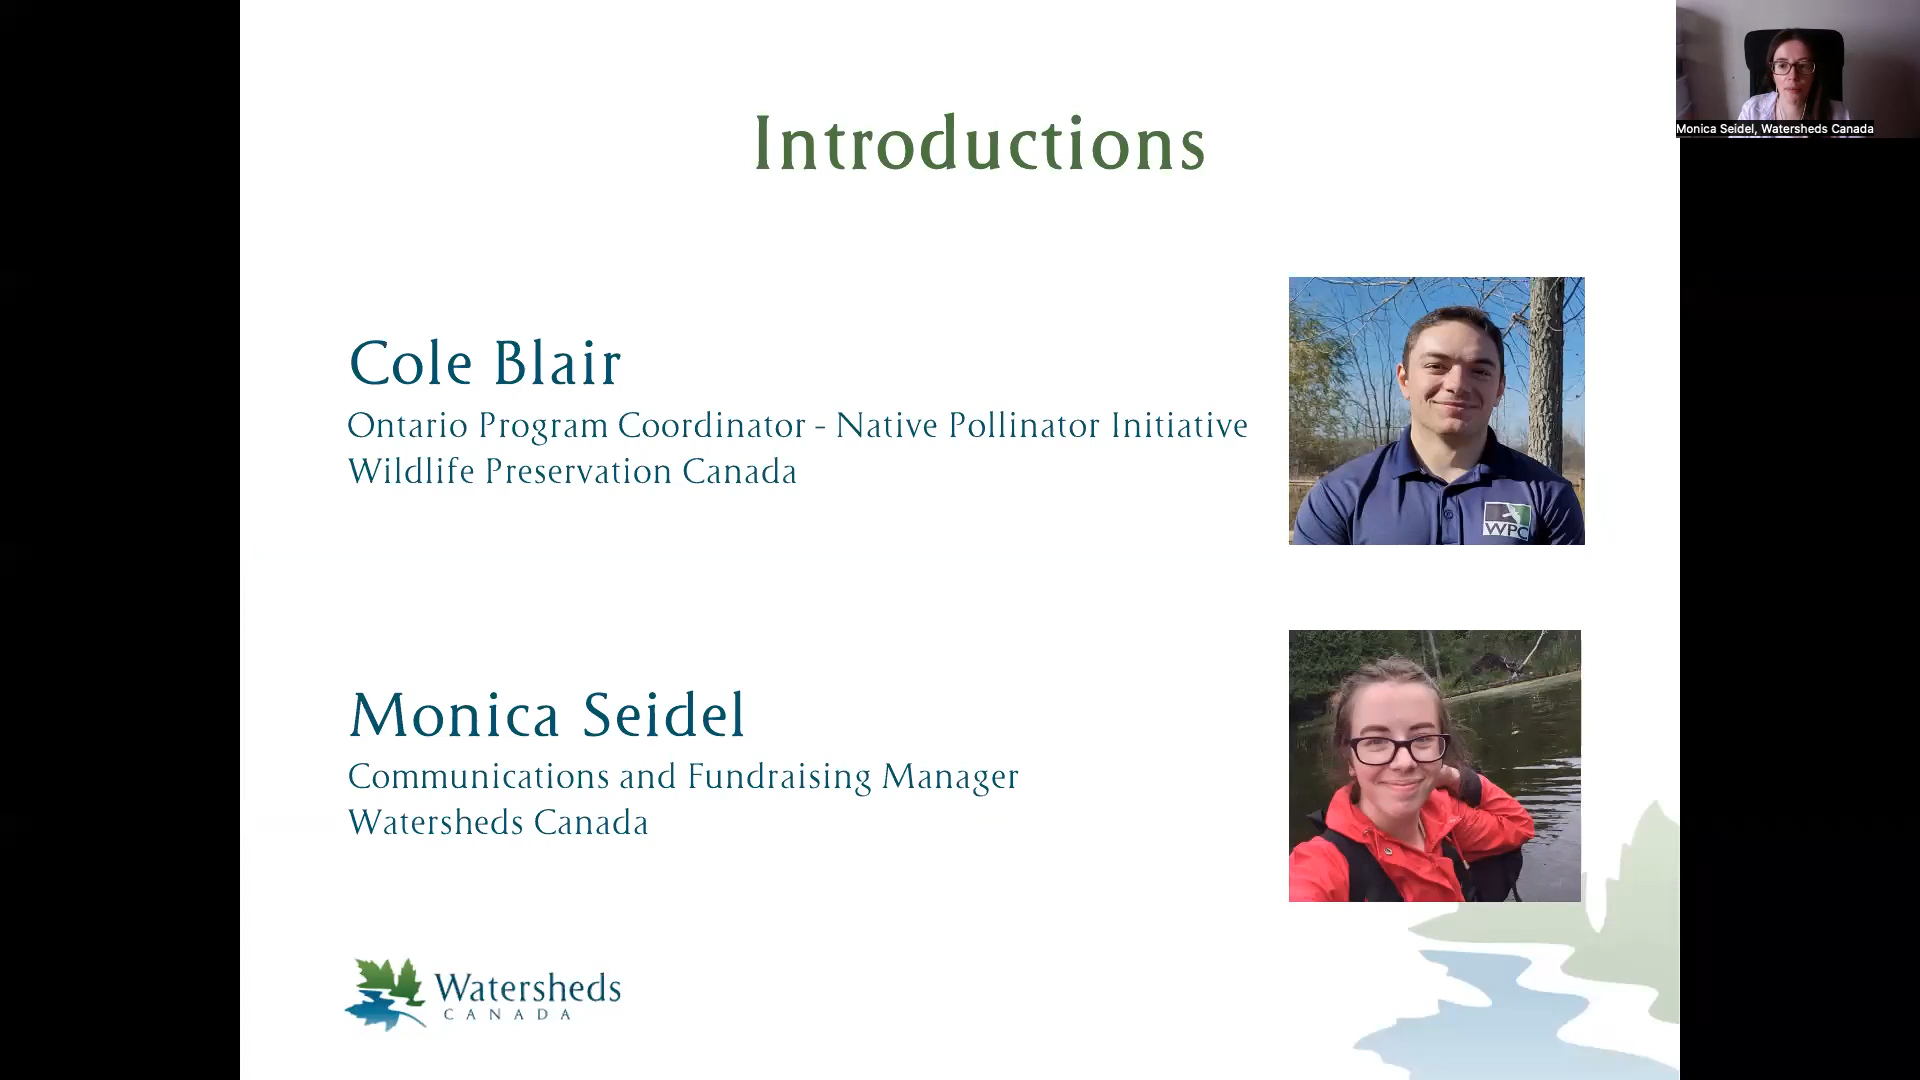 Introductions
Monica Seidel, Watersheds Canada
Cole Blair
Ontario Program Coordinator - Native Pollinator Initiative
Wildlife Preservation Canada
WPC
Monica Seidel
Communications and Fundraising Manager
Watersheds Canada
Watersheds
CANADA